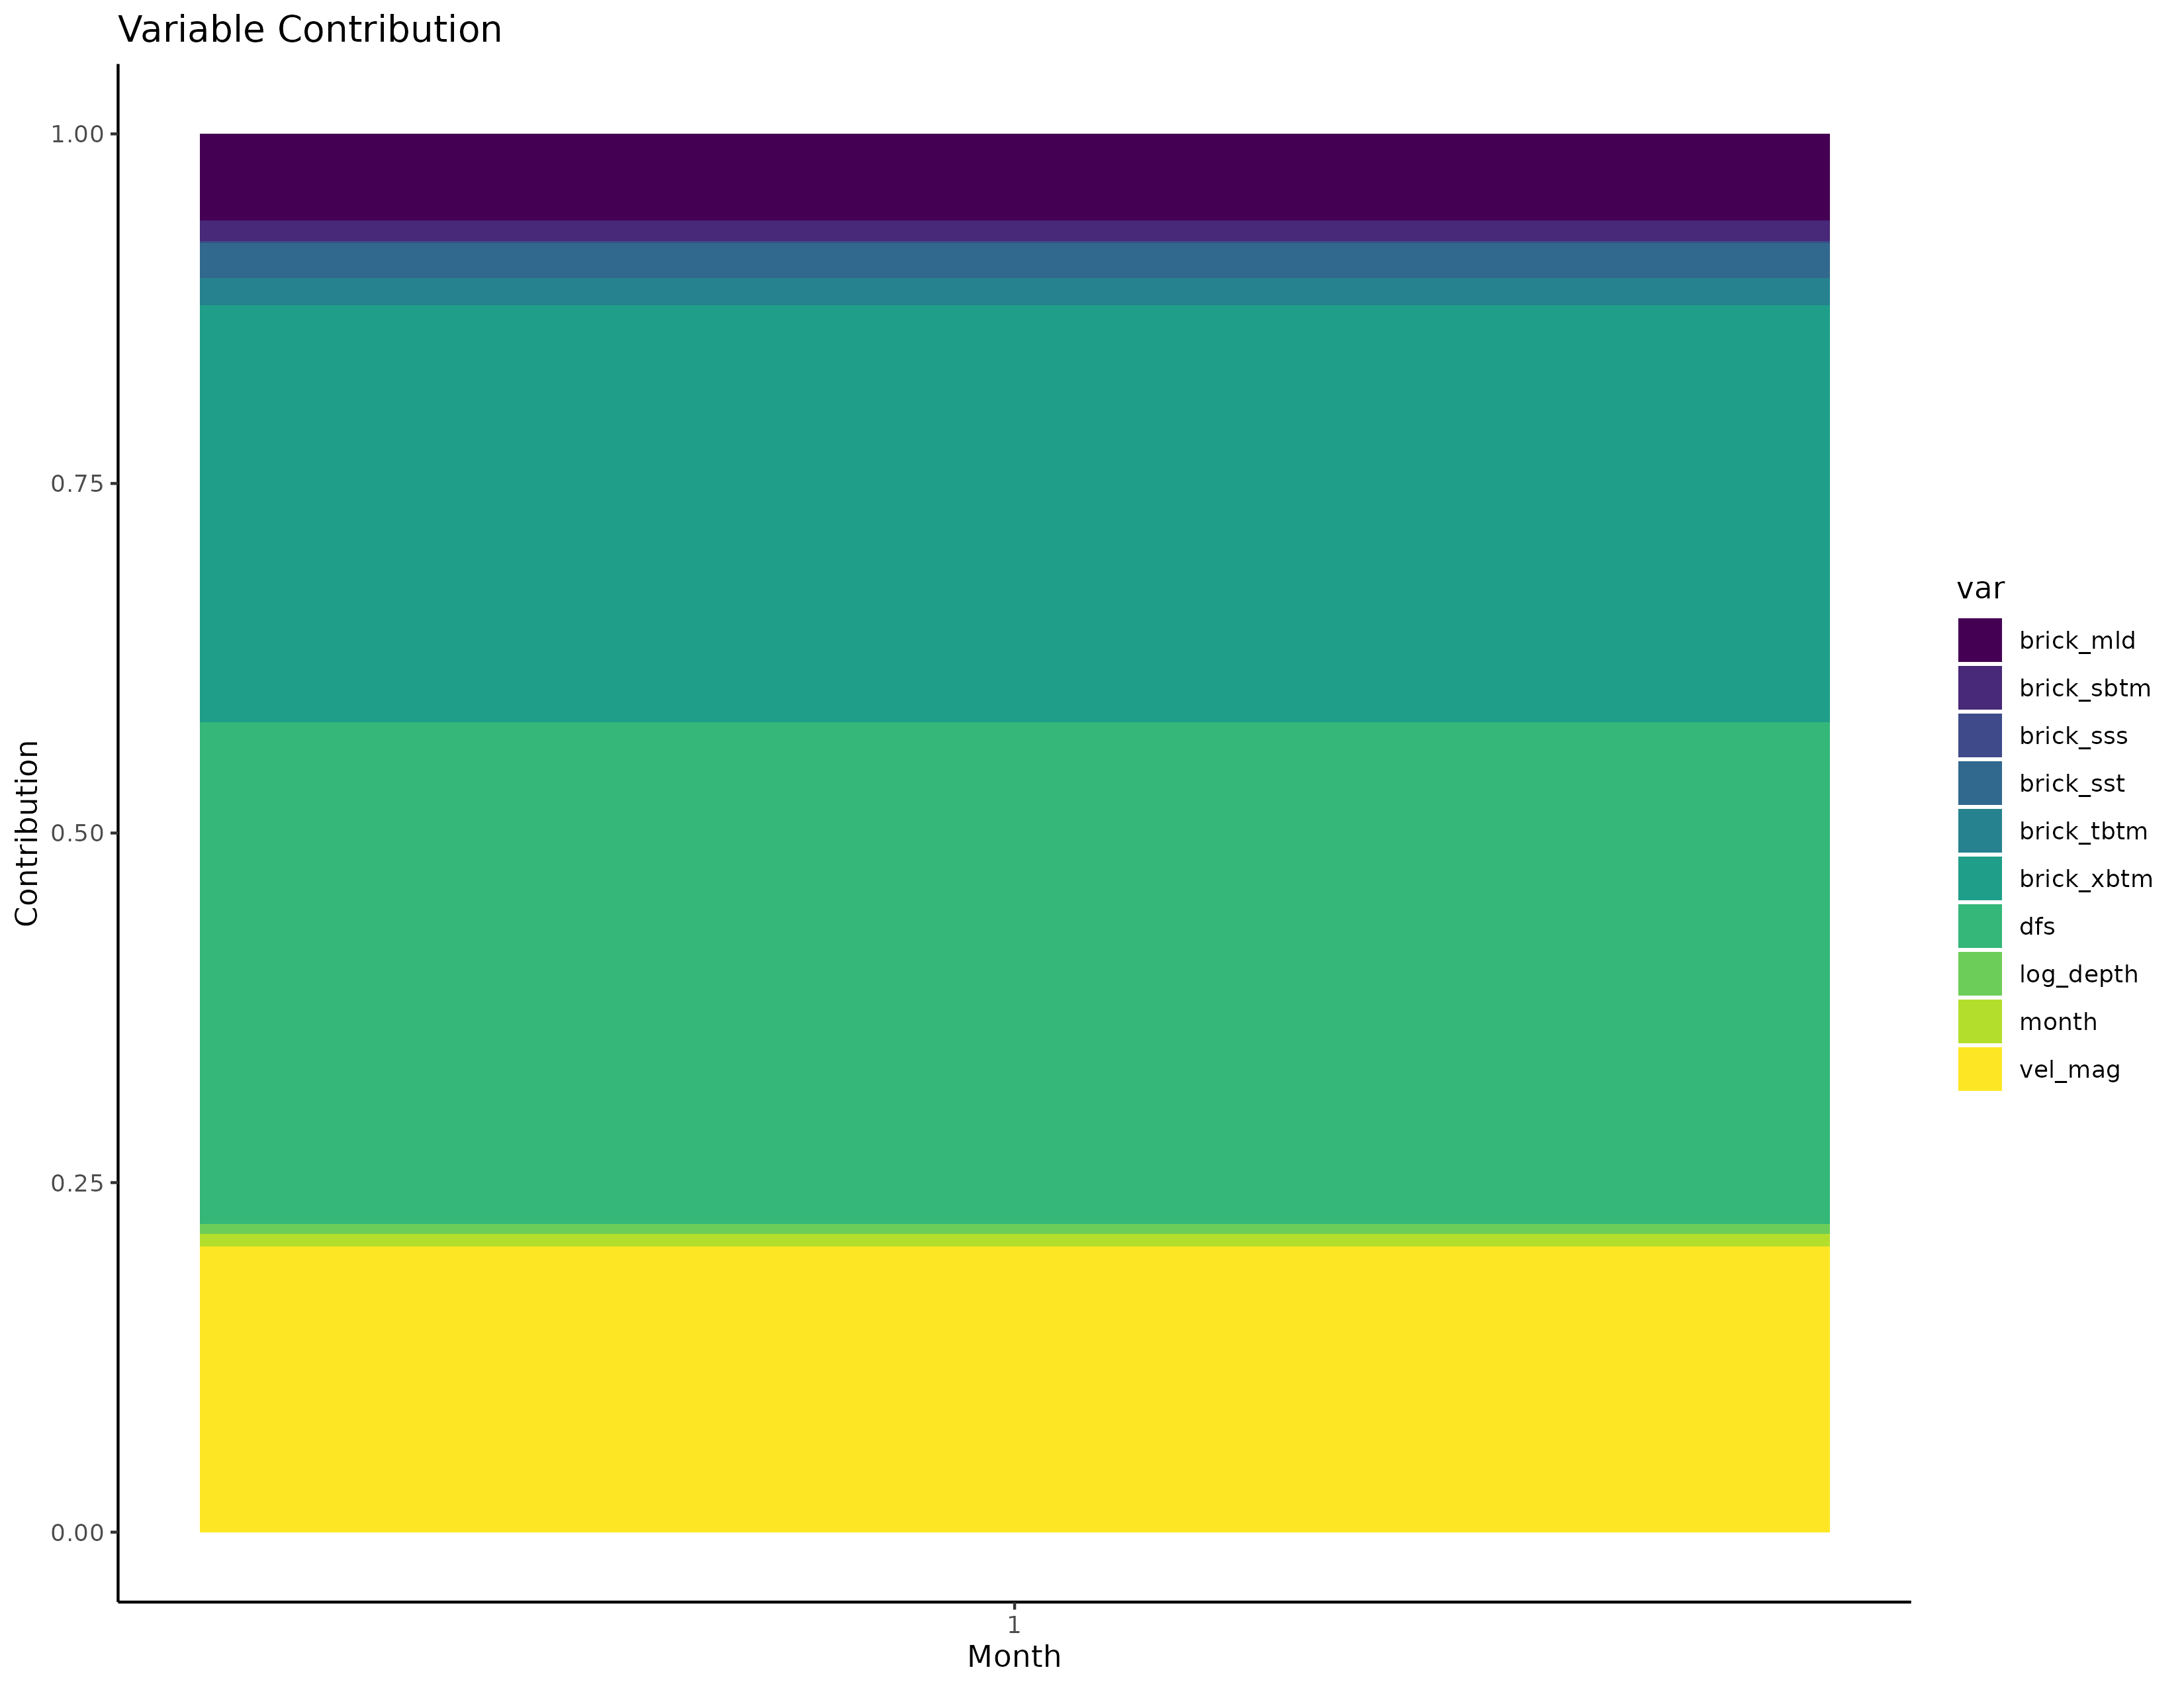 Variable Contribution
Contribution
1.00
0.75
0.50
0.25
0.00
1
Month
var
brick_mld
brick_sbtm
brick_sss
brick_sst
brick_tbtm
brick_xbtm
dfs
log_depth
month
vel_mag